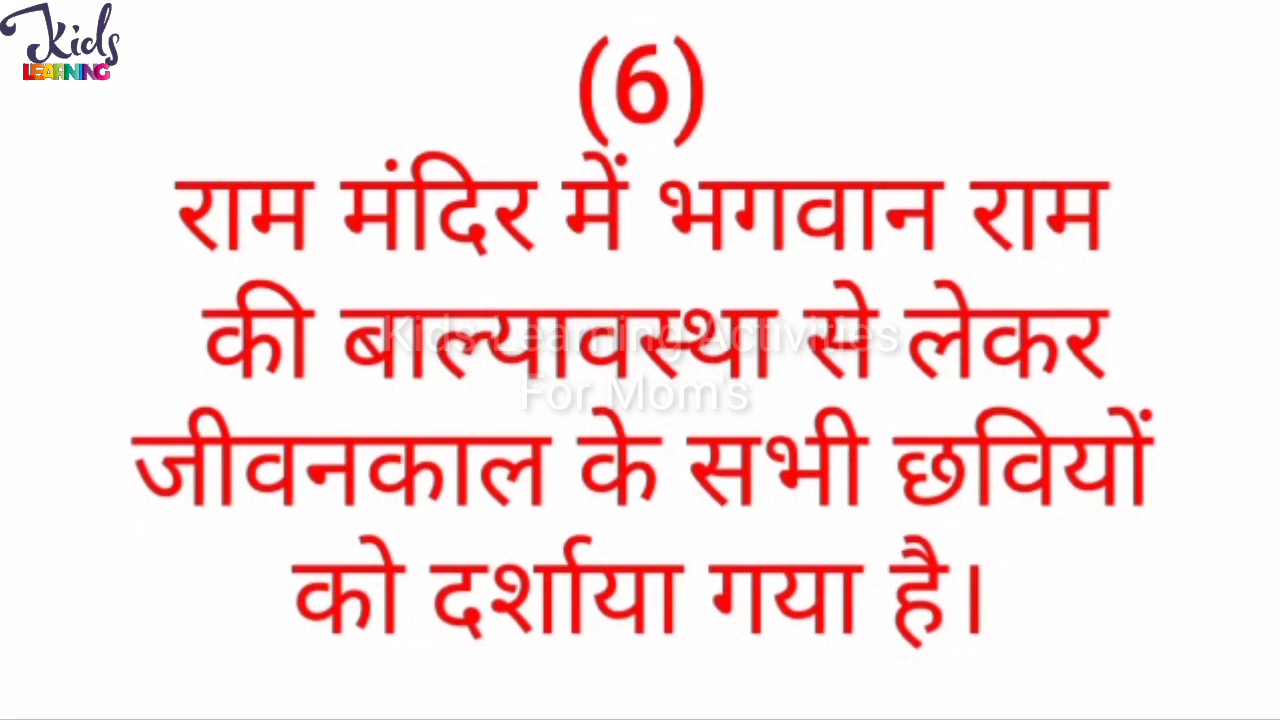 Kids
LEARNING
(6)
राम मंदिर में भगवान राम
की बाल्यावस्था से लेकर
Kids Learning Activities
For Mom's
जीवनकाल के सभी छवियों
को दर्शाया गया है।